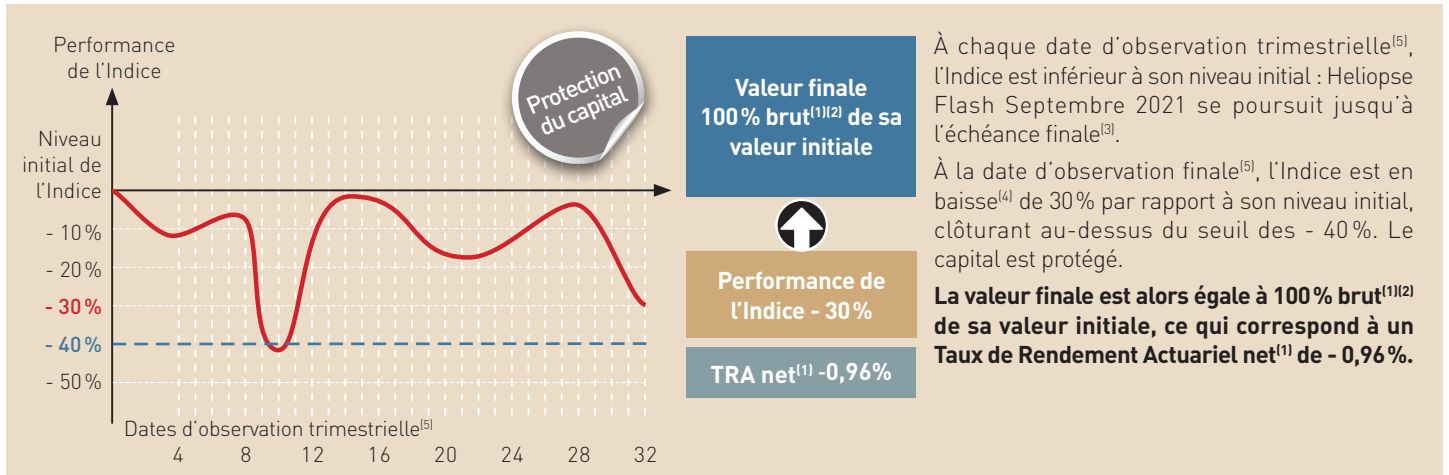 Performance
de l’Indice
Niveau
initial de
l’Indice
- 10 %
- 20 %
- 30 %
- 40 %
- 50 %
Dates d’observation trimestrielle(5)
4 8 12 16 20 24 28 32
Protection
du capital
Valeur finale
100 % brut(1)(2) de sa
valeur initiale
Performance de
l’Indice - 30 %
TRA net(1) -0,96%
À chaque date d’observation trimestrielle(5),
l’Indice est inférieur à son niveau initial : Heliopse
Flash Septembre 2021 se poursuit jusqu’à
l’échéance finale(3).
À la date d’observation finale(5), l’Indice est en
baisse(4) de 30 % par rapport à son niveau initial,
clôturant au-dessus du seuil des - 40 %. Le
capital est protégé.
La valeur finale est alors égale à 100 % brut(1)(2)
de sa valeur initiale, ce qui correspond à un
Taux de Rendement Actuariel net(1) de - 0,96 %.